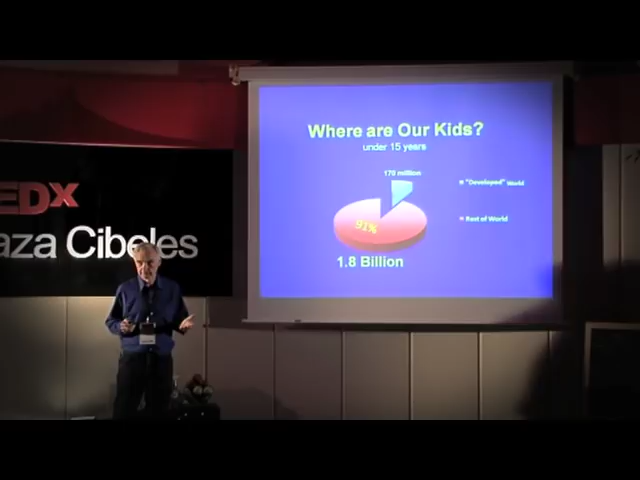 EDx
aza Cibeles
Where are Our Kids?
under 15 years
170 million
"Developed" World
91%
Rest of World
1.8 Billion